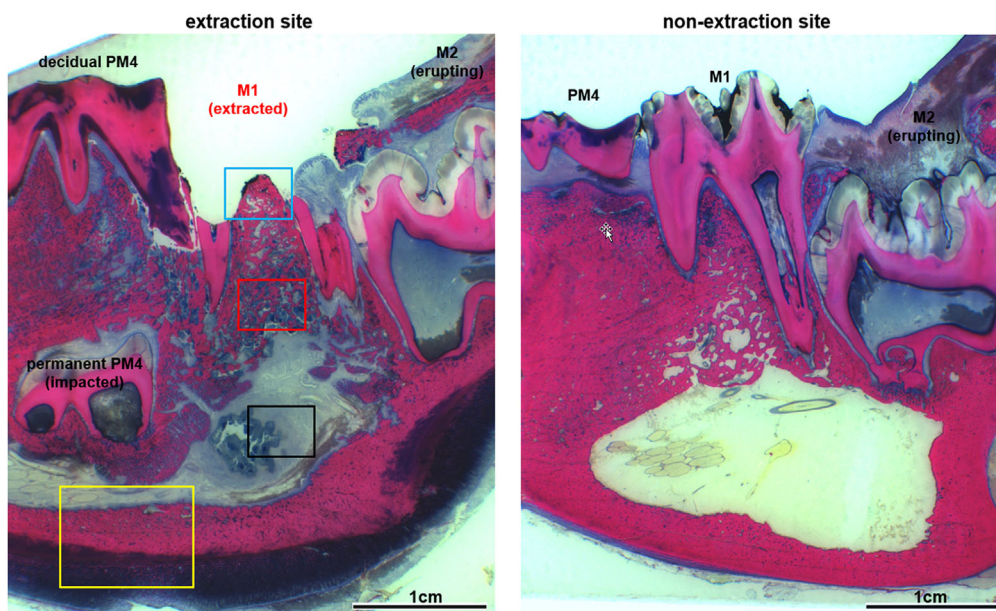 extraction site
non-extraction site
decidual PM4
M2
(erupting)
M1
(extracted)
permanent PM4
(impacted)
1cm
PM4
M1
M2
(erupting)
1cm